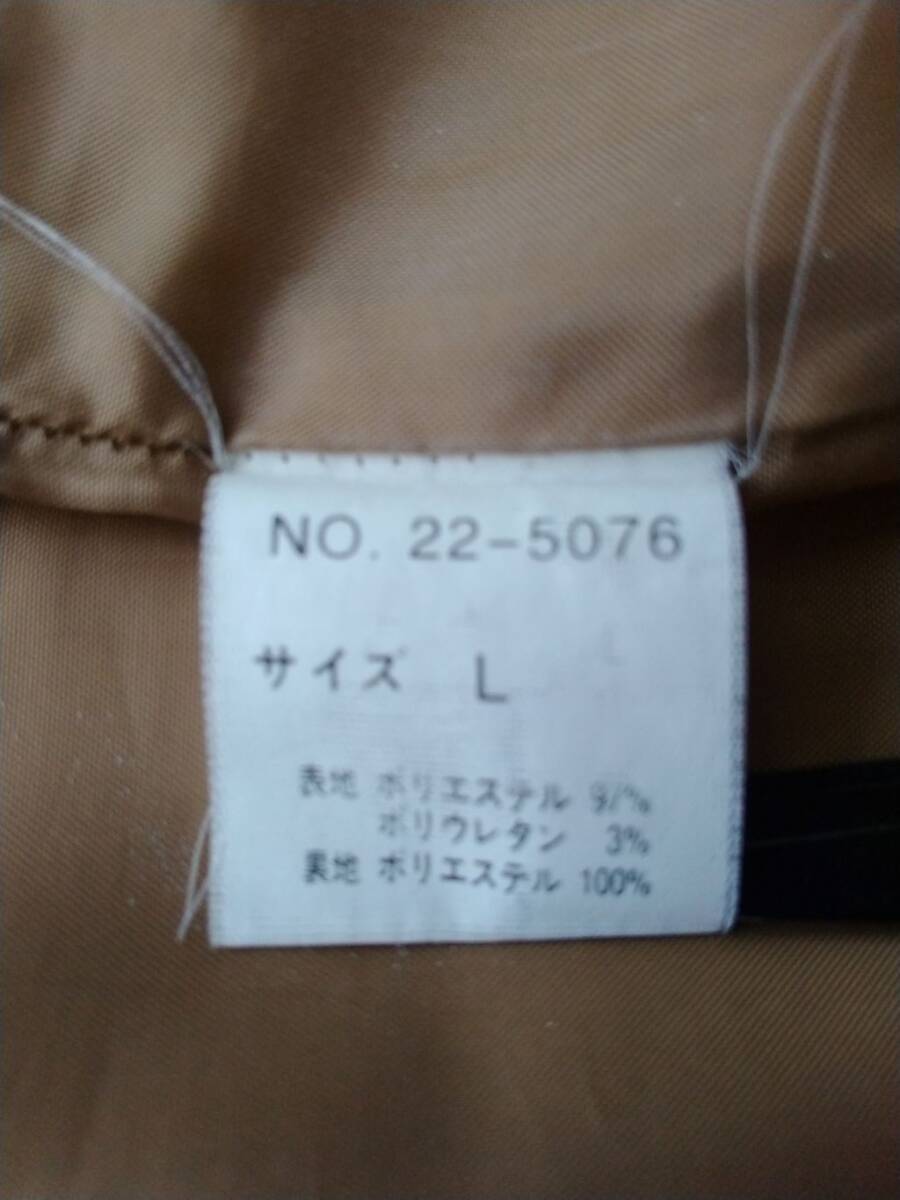 NO. 22-5076
サイズ L
表地 ポリエステル 97%
ポリウレタン 3%
裏地 ポリエステル 100%